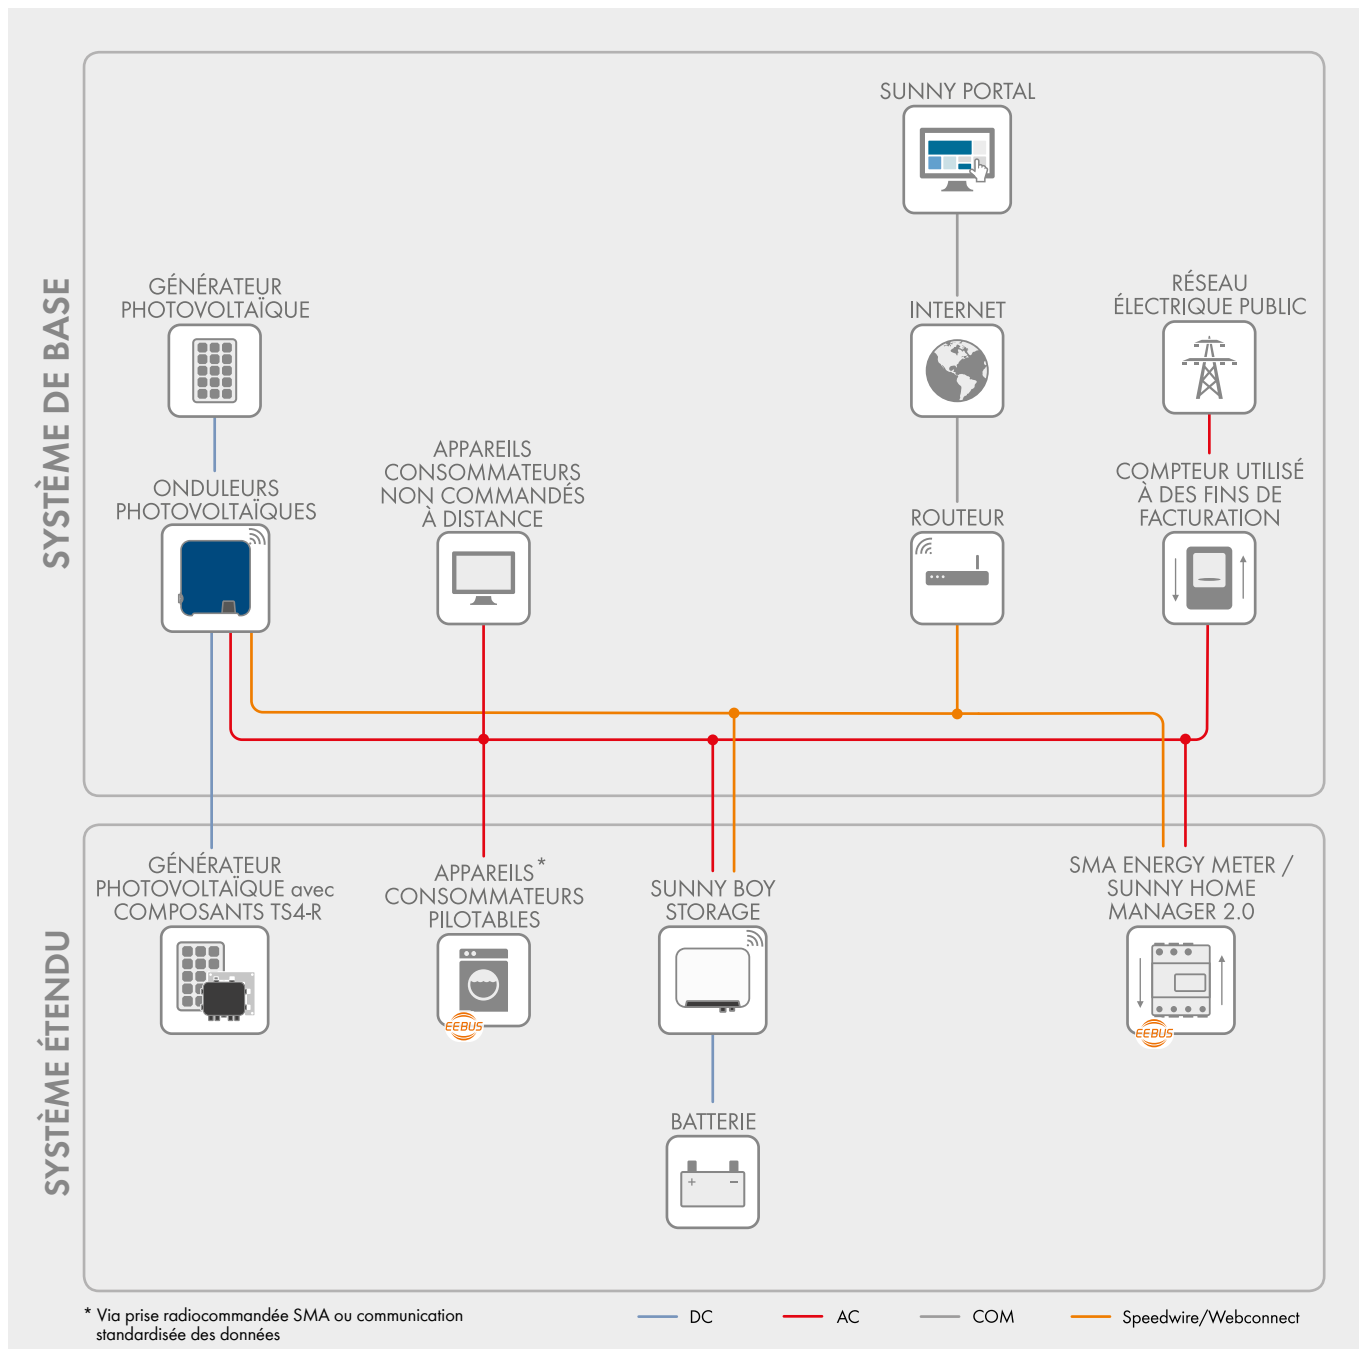 SYSTÈME DE BASE
SUNNY PORTAL
GÉNÉRATEUR
PHOTOVOLTAÏQUE
INTERNET
RÉSEAU
ÉLECTRIQUE PUBLIC
ONDULEURS
PHOTOVOLTAÏQUES
APPAREILS
CONSOMMATEURS
NON COMMANDÉS
À DISTANCE
ROUTEUR
COMPTEUR UTILISÉ
À DES FINS DE
FACTURATION
SYSTÈME ÉTENDU
GÉNÉRATEUR
PHOTOVOLTAÏQUE avec
COMPOSANTS TS4-R
APPAREILS *
CONSOMMATEURS
PILOTABLES
EEBUS
SUNNY BOY
STORAGE
SMA ENERGY METER /
SUNNY HOME
MANAGER 2.0
EEBUS
BATTERIE
+ −
* Via prise radiocommandée SMA ou communication
standardisée des données
DC
AC
COM
Speedwire/Webconnect